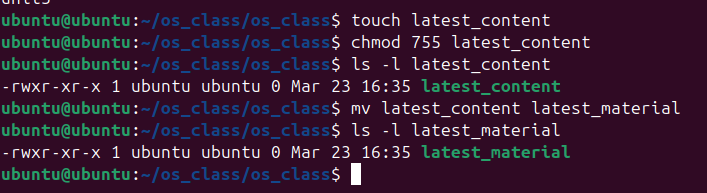 ubuntu@ubuntu:~/os_class/os_class$ touch latest_content
ubuntu@ubuntu:~/os_class/os_class$ chmod 755 latest_content
ubuntu@ubuntu:~/os_class/os_class$ ls -l latest_content
-rwxr-xr-x 1 ubuntu ubuntu 0 Mar 23 16:35 latest_content
ubuntu@ubuntu:~/os_class/os_class$ mv latest_content latest_material
ubuntu@ubuntu:~/os_class/os_class$ ls -l latest_material
-rwxr-xr-x 1 ubuntu ubuntu 0 Mar 23 16:35 latest_material
ubuntu@ubuntu:~/os_class/os_class$